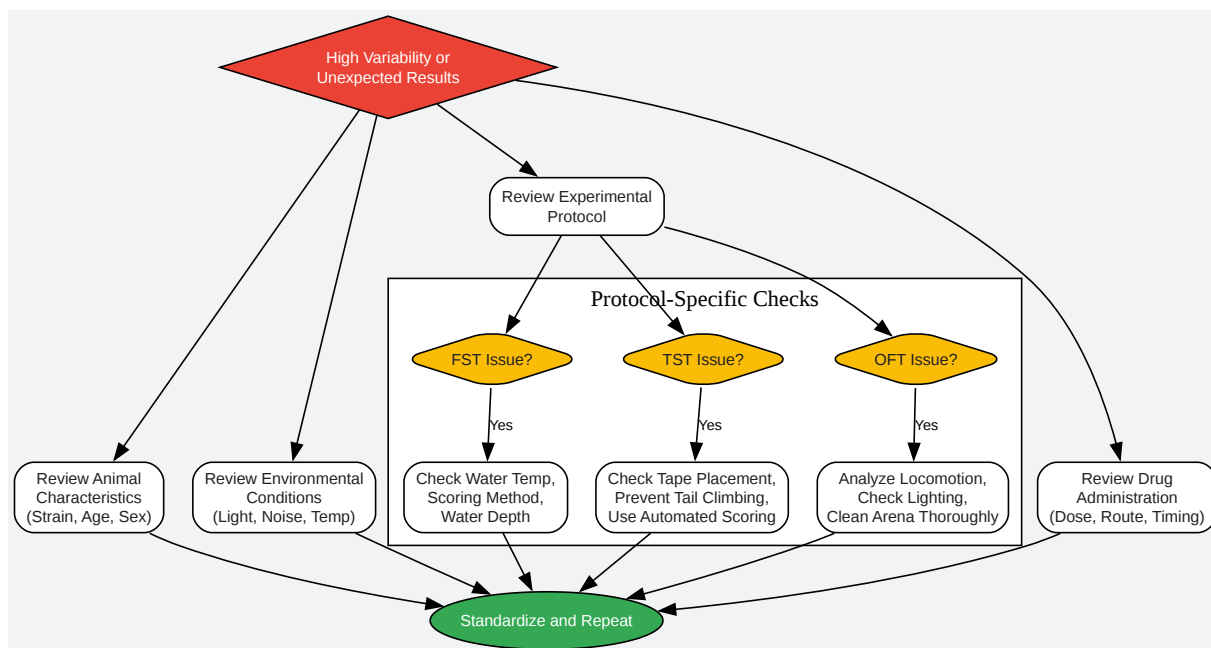 High Variability or
Unexpected Results
Review Experimental
Protocol
Protocol-Specific Checks
FST Issue?
TST Issue?
OFT Issue?
Yes
Yes
Yes
Review Animal
Characteristics
(Strain, Age, Sex)
Review Environmental
Conditions
(Light, Noise, Temp)
Check Water Temp,
Scoring Method,
Water Depth
Check Tape Placement,
Prevent Tail Climbing,
Use Automated Scoring
Analyze Locomotion,
Check Lighting,
Clean Arena Thoroughly
Review Drug
Administration
(Dose, Route, Timing)
Standardize and Repeat